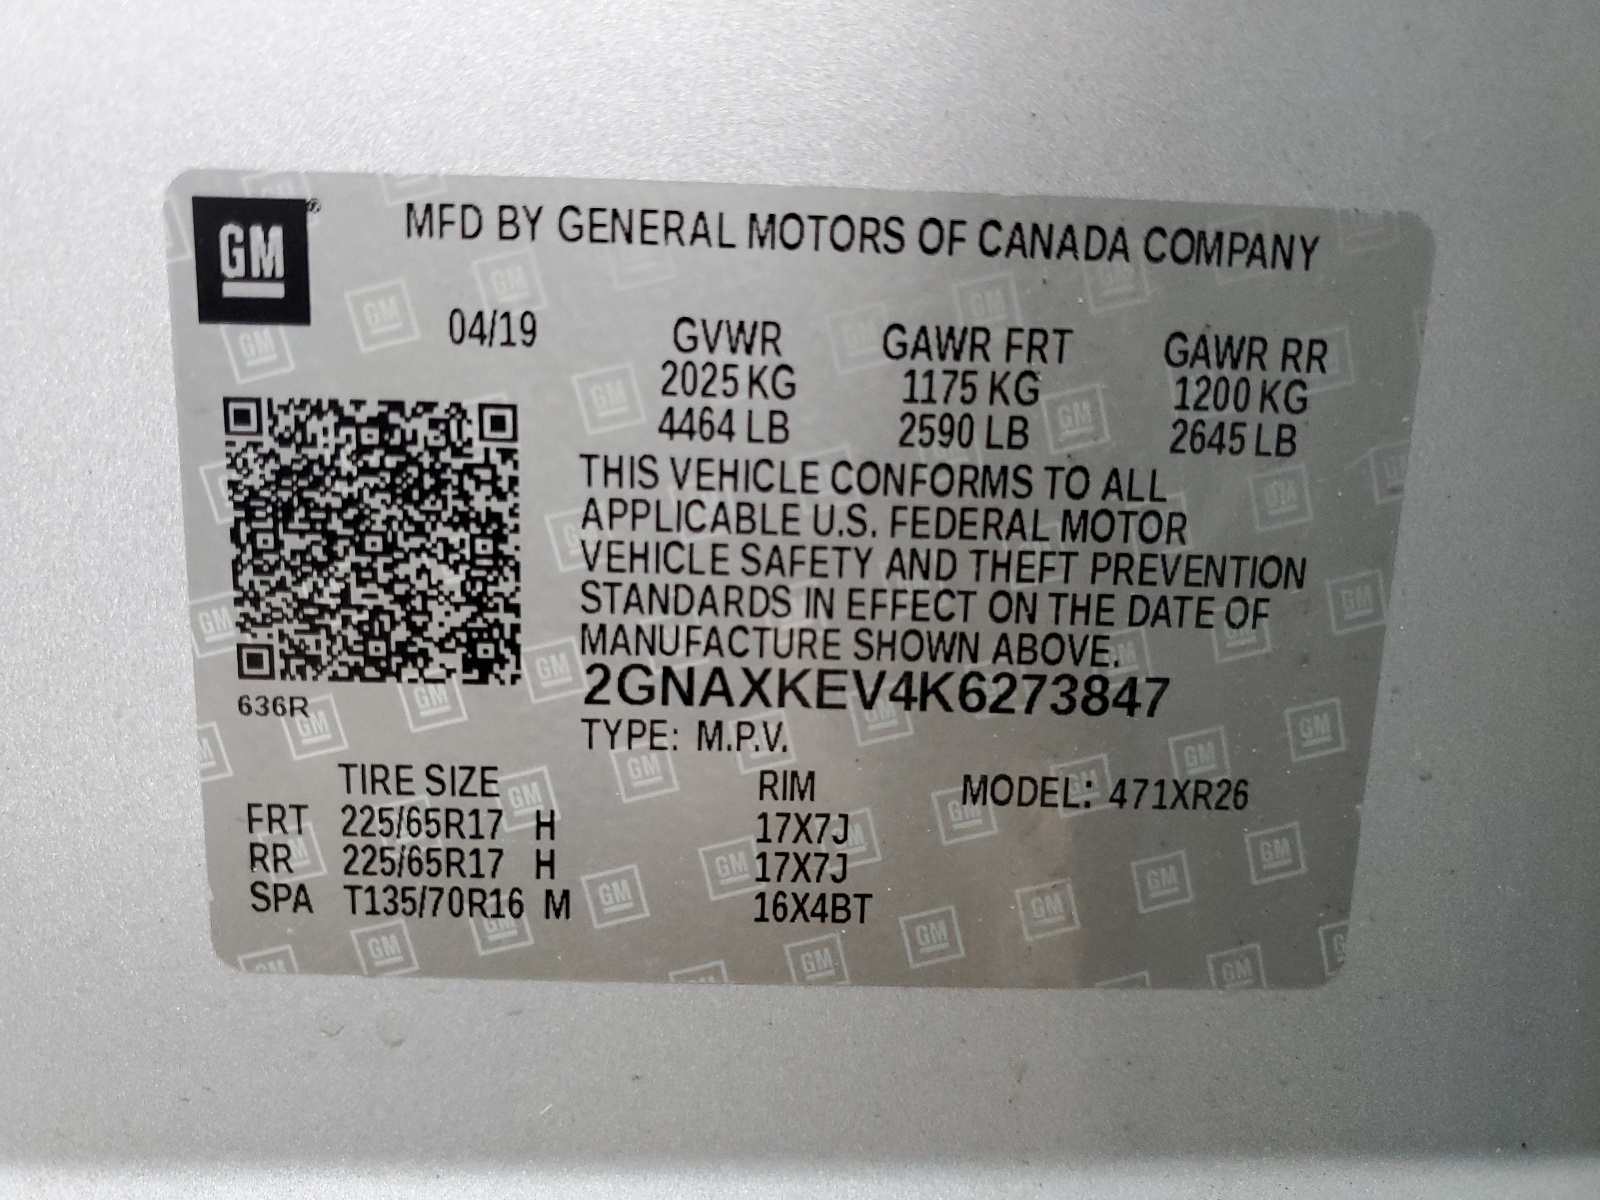 GM®
MFD BY GENERAL MOTORS OF CANADA COMPANY
04/19
GVWR GAWR FRT GAWR RR
2025 KG 1175 KG 1200 KG
4464 LB 2590 LB 2645 LB
THIS VEHICLE CONFORMS TO ALL
APPLICABLE U.S. FEDERAL MOTOR
VEHICLE SAFETY AND THEFT PREVENTION
STANDARDS IN EFFECT ON THE DATE OF
MANUFACTURE SHOWN ABOVE.
2GNAXKEV4K6273847
636R
TYPE: M.P.V.
TIRE SIZE RIM MODEL: 471XR26
FRT 225/65R17 H 17X7J
RR 225/65R17 H 17X7J
SPA T135/70R16 M 16X4BT